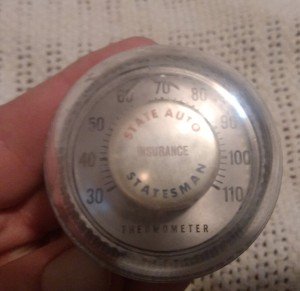 30 40 50 60 70 80 90 100 110
STATE AUTO
INSURANCE
STATESMAN
THERMOMETER